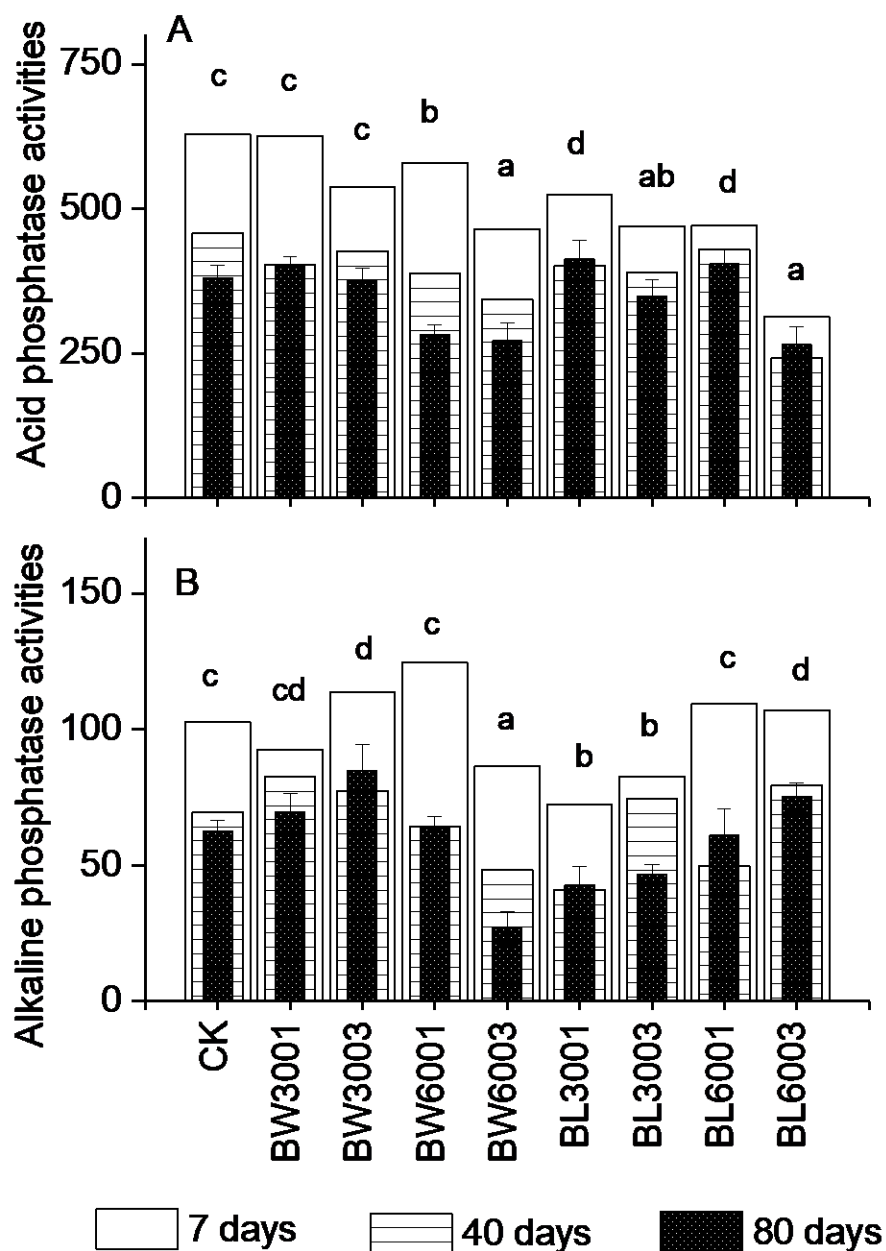 A
Acid phosphatase activities
750
500
250
0
c c c b a d ab d a
B
Alkaline phosphatase activities
150
100
50
0
c cd d c a b b c d
CK
BW3001
BW3003
BW6001
BW6003
BL3001
BL3003
BL6001
BL6003
7 days 40 days 80 days